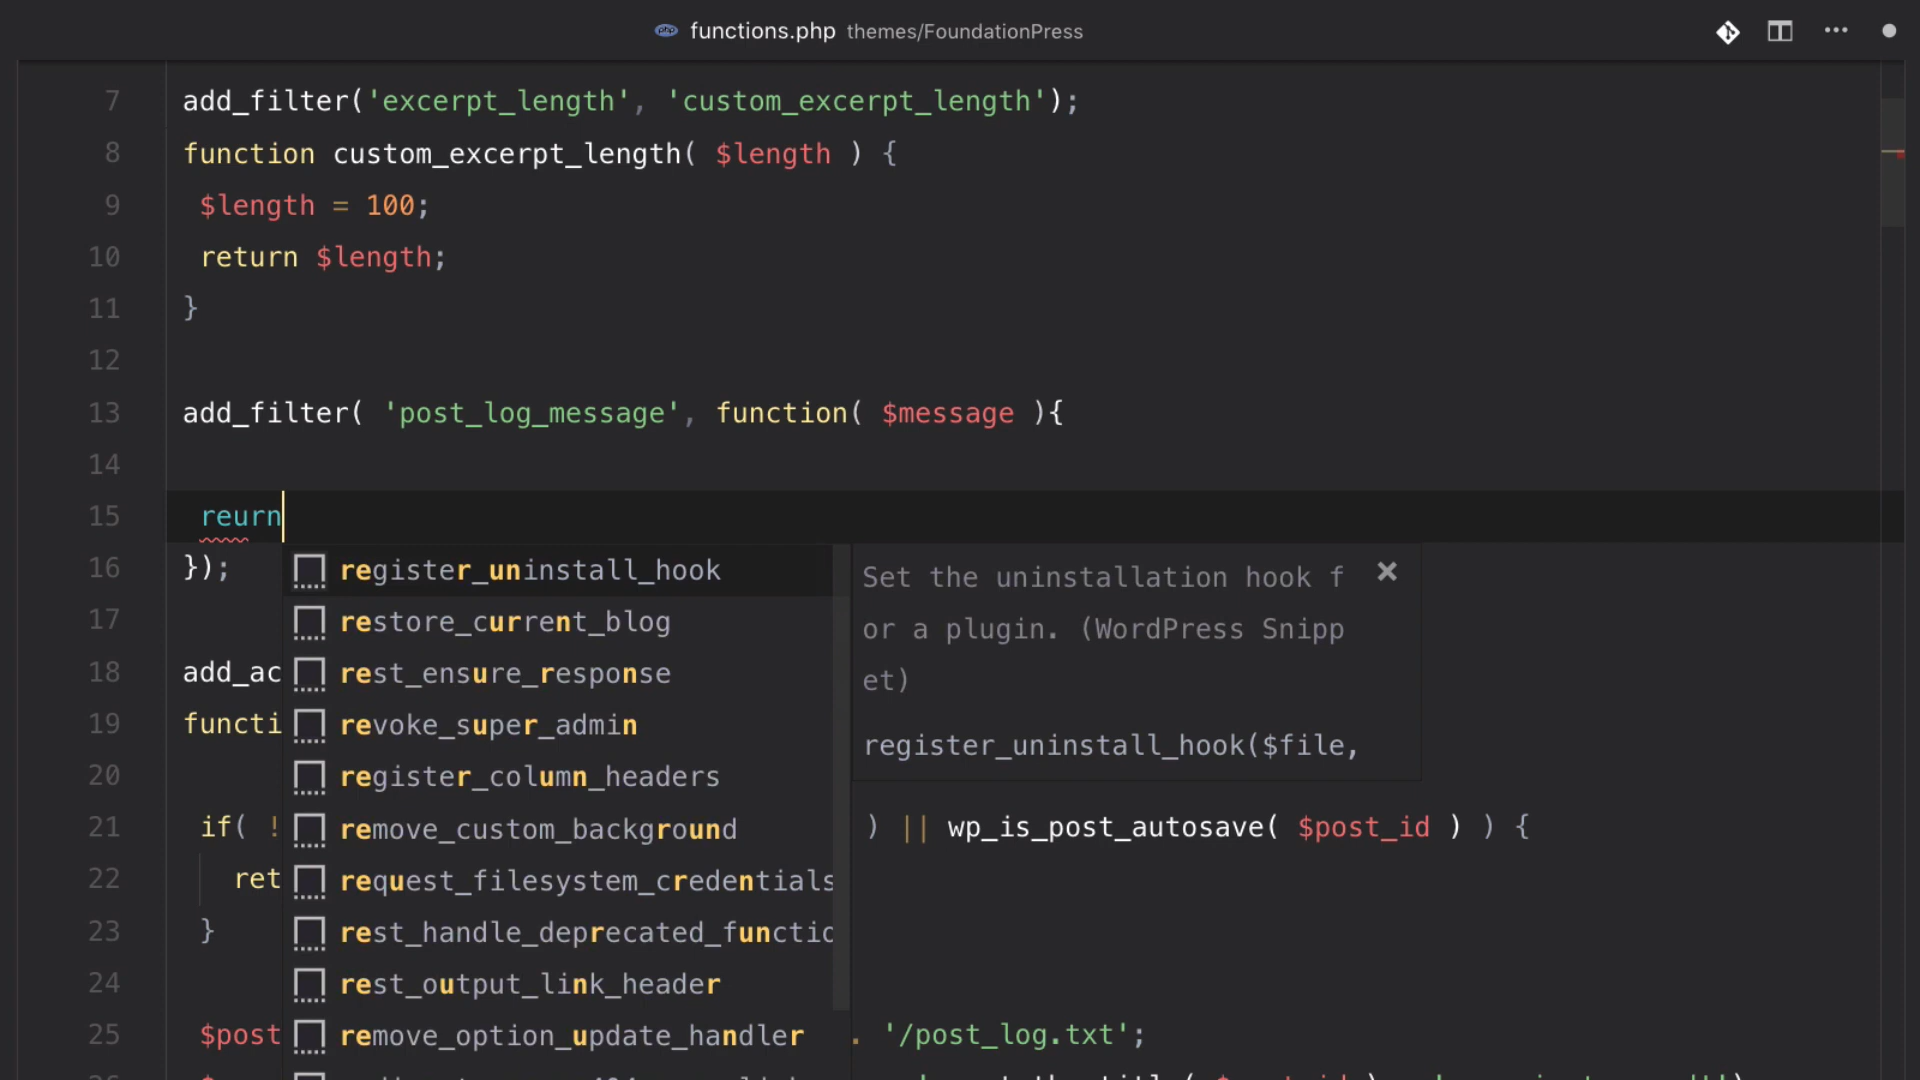 php functions.php themes/FoundationPress
7 add_filter('excerpt_length', 'custom_excerpt_length');
8 function custom_excerpt_length( $length ) {
9 $length = 100;
10 return $length;
11 }
12
13 add_filter( 'post_log_message', function( $message ){
14
15 reurn
16 });
17
18 add_ac
19 functi
20
21 if( ! ) || wp_is_post_autosave( $post_id ) ) {
22 ret
23 }
24
25 $post . '/post_log.txt';
register_uninstall_hook
restore_current_blog
rest_ensure_response
revoke_super_admin
register_column_headers
remove_custom_background
request_filesystem_credentials
rest_handle_deprecated_functio
rest_output_link_header
remove_option_update_handler
Set the uninstallation hook f
or a plugin. (WordPress Snipp
et)
register_uninstall_hook($file,